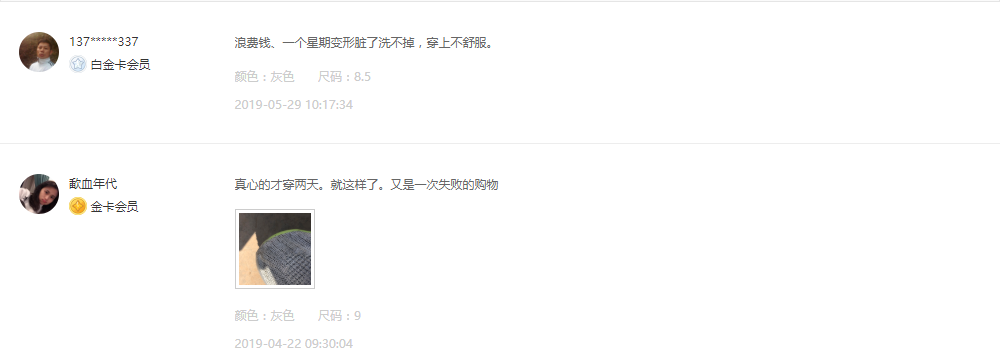 137*****337
白金卡会员
浪费钱、一个星期变形脏了洗不掉，穿上不舒服。
颜色：灰色 尺码：8.5
2019-05-29 10:17:34
歃血年代
金卡会员
真心的才穿两天。就这样了。又是一次失败的购物
颜色：灰色 尺码：9
2019-04-22 09:30:04